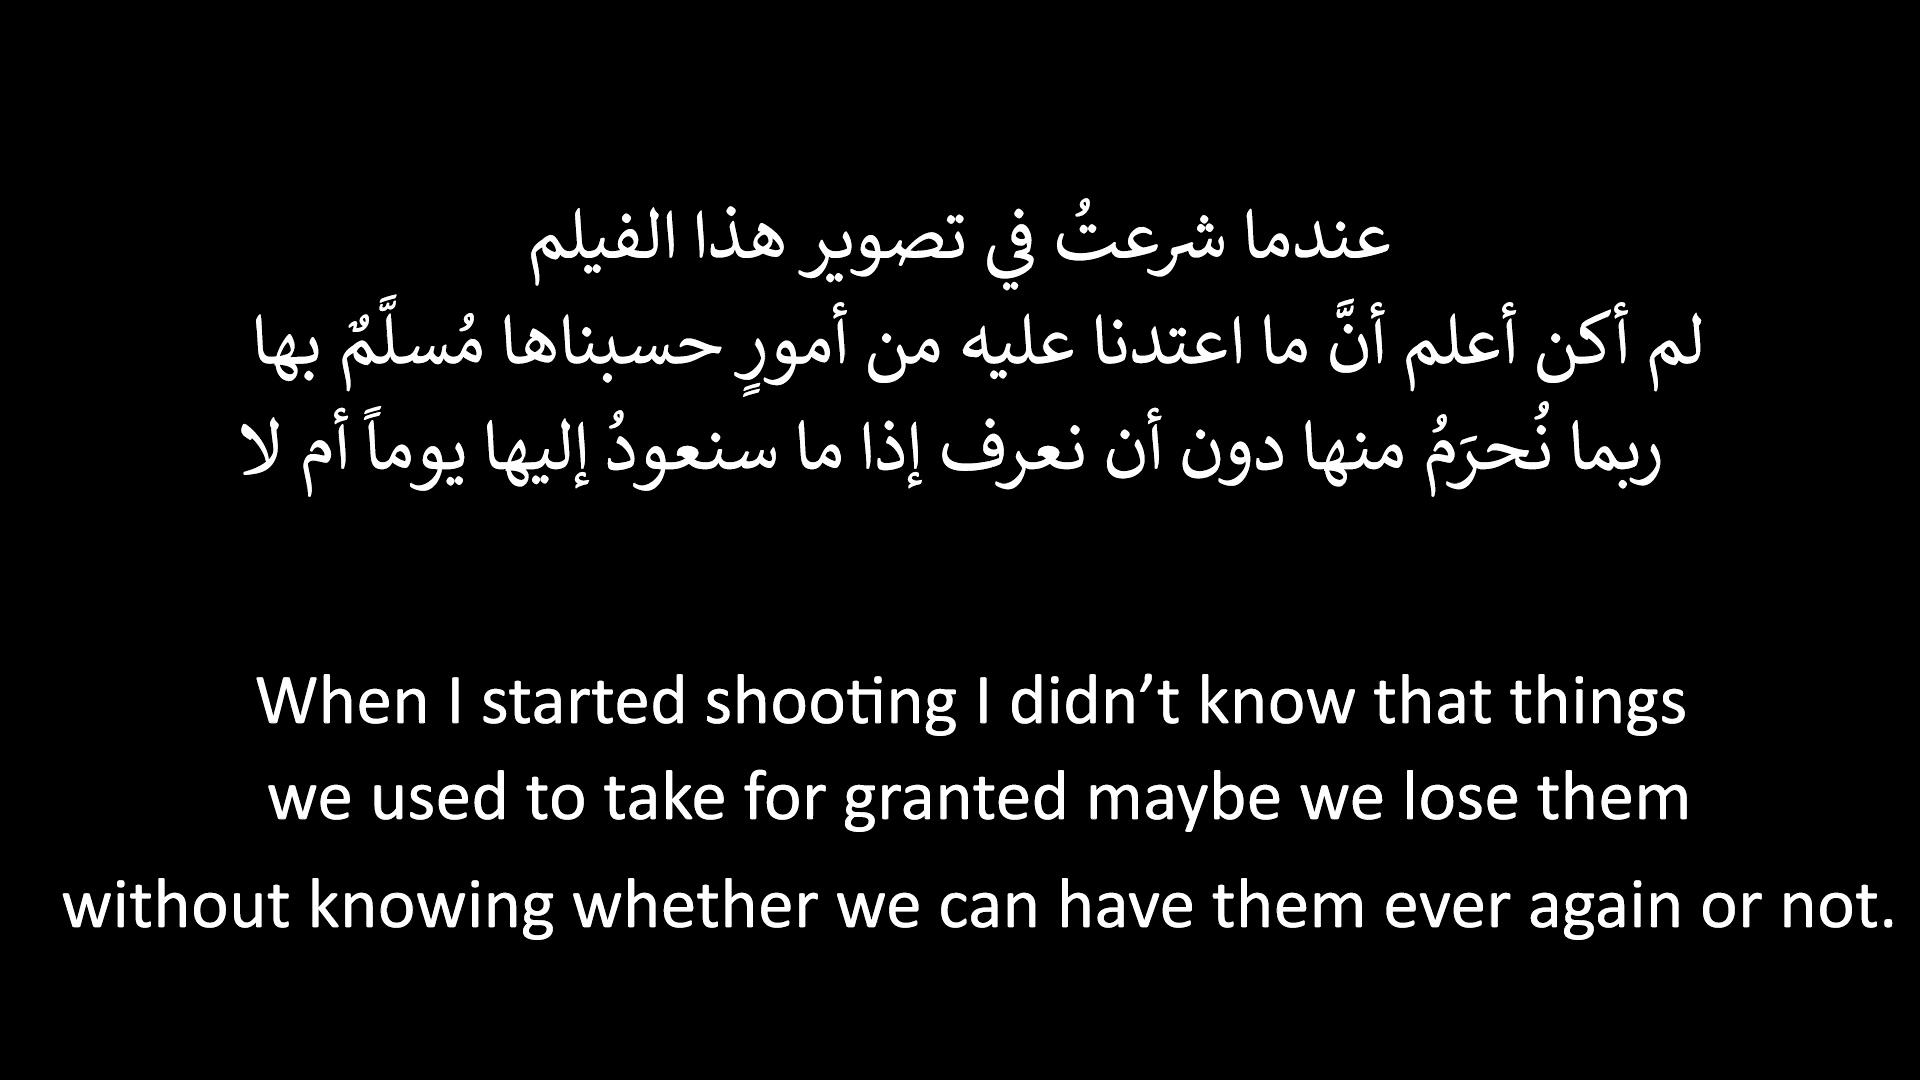 عندما شرعتُ في تصوير هذا الفيلم
لم أكن أعلم أنَّ ما اعتدنا عليه من أمورٍ حسبناها مُسلَّمٌ بها
ربما نُحرَمُ منها دون أن نعرف إذا ما سنعودُ إليها يوماً أم لا
When I started shooting I didn’t know that things
we used to take for granted maybe we lose them
without knowing whether we can have them ever again or not.